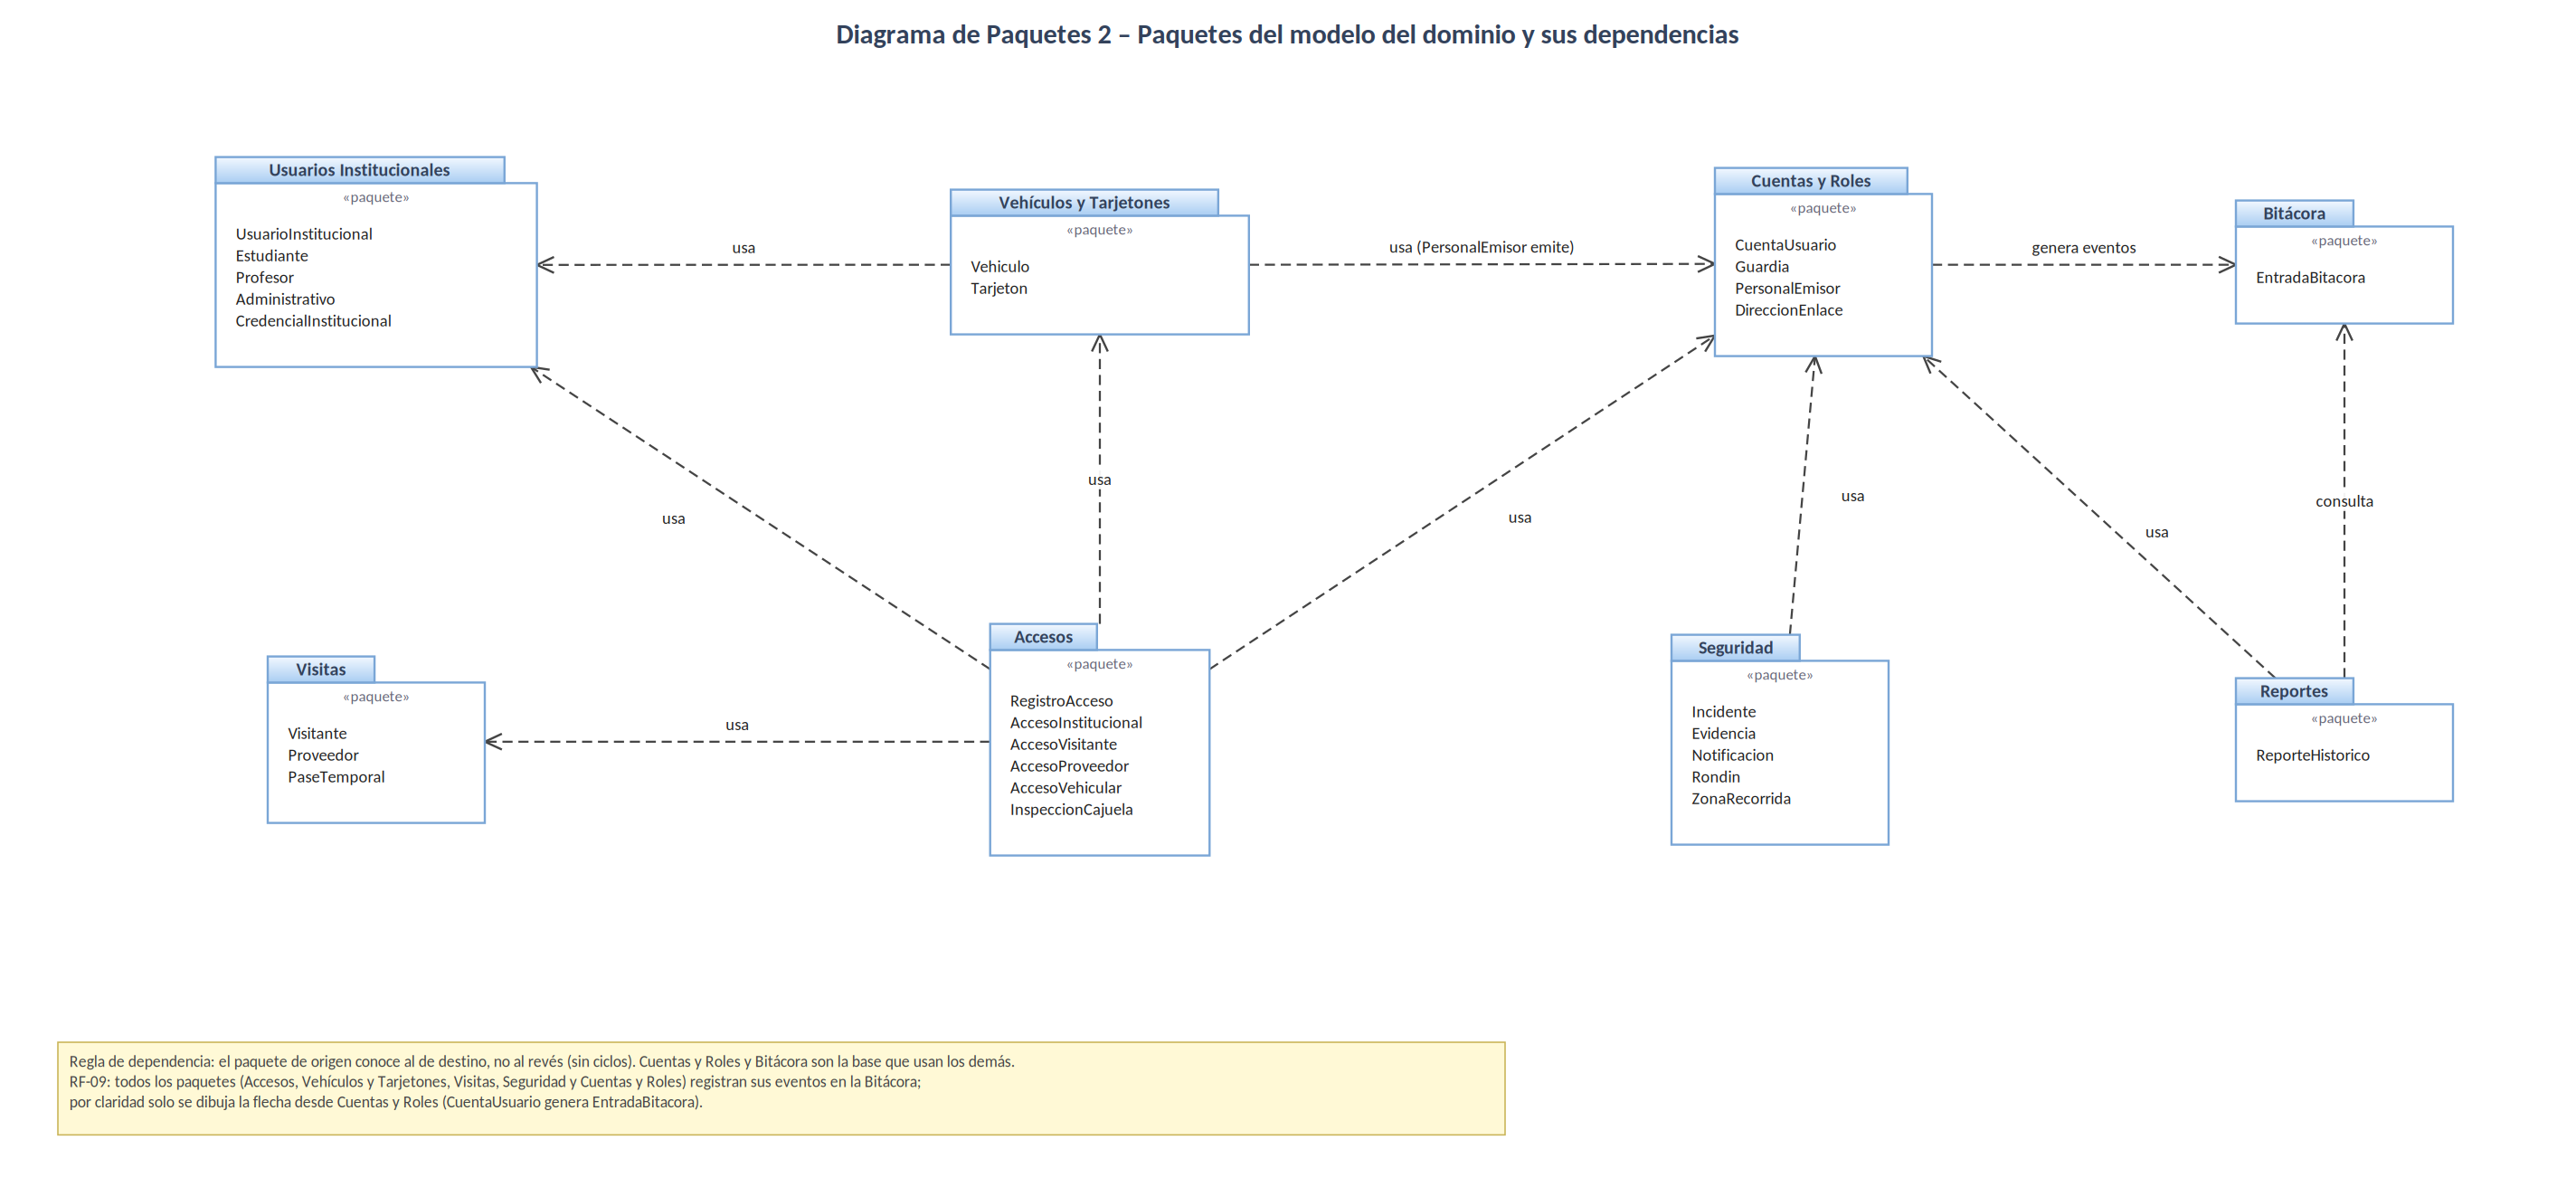 Diagrama de Paquetes 2 – Paquetes del modelo del dominio y sus dependencias
Usuarios Institucionales
«paquete»
UsuarioInstitucional
Estudiante
Profesor
Administrativo
CredencialInstitucional
usa
Vehículos y Tarjetones
«paquete»
Vehiculo
Tarjeton
usa (PersonalEmisor emite)
Cuentas y Roles
«paquete»
CuentaUsuario
Guardia
PersonalEmisor
DireccionEnlace
genera eventos
Bitácora
«paquete»
EntradaBitacora
usa
usa
usa
usa
usa
consulta
Visitas
«paquete»
Visitante
Proveedor
PaseTemporal
usa
Accesos
«paquete»
RegistroAcceso
AccesoInstitucional
AccesoVisitante
AccesoProveedor
AccesoVehicular
InspeccionCajuela
Seguridad
«paquete»
Incidente
Evidencia
Notificacion
Rondin
ZonaRecorrida
Reportes
«paquete»
ReporteHistorico
Regla de dependencia: el paquete de origen conoce al de destino, no al revés (sin ciclos). Cuentas y Roles y Bitácora son la base que usan los demás.
RF-09: todos los paquetes (Accesos, Vehículos y Tarjetones, Visitas, Seguridad y Cuentas y Roles) registran sus eventos en la Bitácora;
por claridad solo se dibuja la flecha desde Cuentas y Roles (CuentaUsuario genera EntradaBitacora).